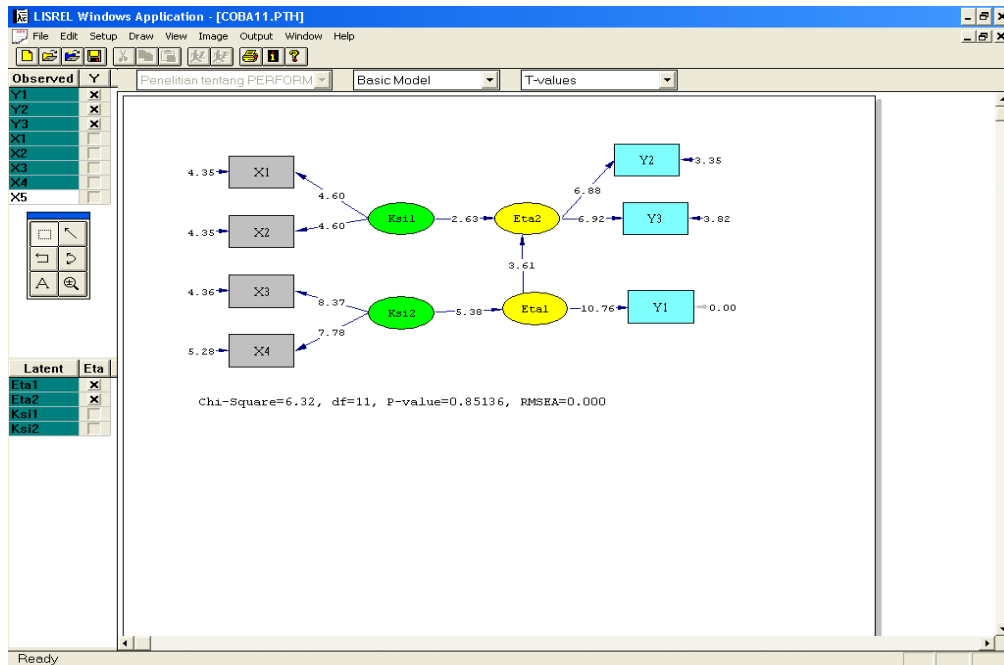 LISREL Windows Application - [COBA11.PTH]
File Edit Setup Draw View Image Output Window Help
Observed Y
Penelitian tentang PERFORM Basic Model T-values
Y1
Y2
Y3
X1
X2
X3
X4
X5
A
4.35 X1
4.60
4.35 X2
4.60
Ksi1
2.63
Eta2
6.88
Y2
3.35
6.92
Y3
3.82
3.61
4.36 X3
8.37
Ksi2
5.38
Eta1
10.76
Y1
0.00
7.78
5.28 X4
Latent Eta
Eta1
Eta2
Ksi1
Ksi2
Chi-Square=6.32, df=11, P-value=0.85136, RMSEA=0.000
Ready